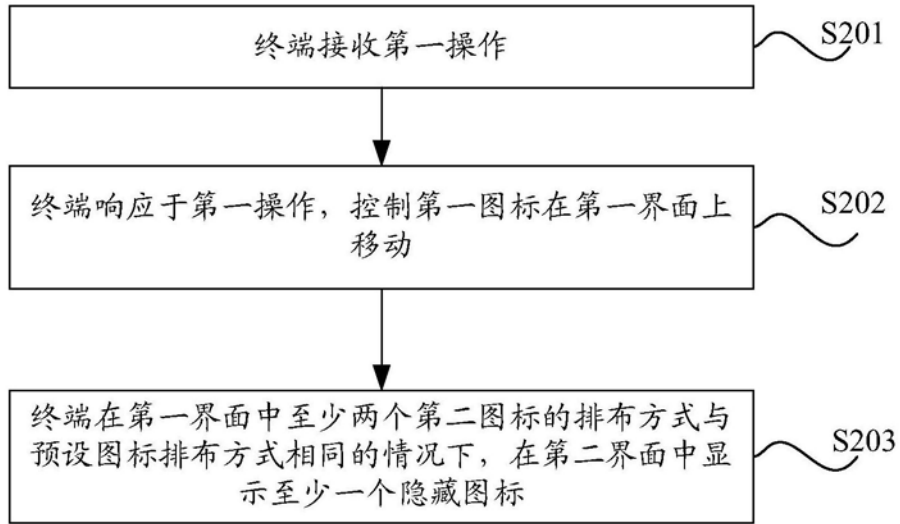 终端接收第一操作
S201
终端响应于第一操作，控制第一图标在第一界面上
移动
S202
终端在第一界面中至少两个第二图标的排布方式与
预设图标排布方式相同的情况下，在第二界面中显
示至少一个隐藏图标
S203